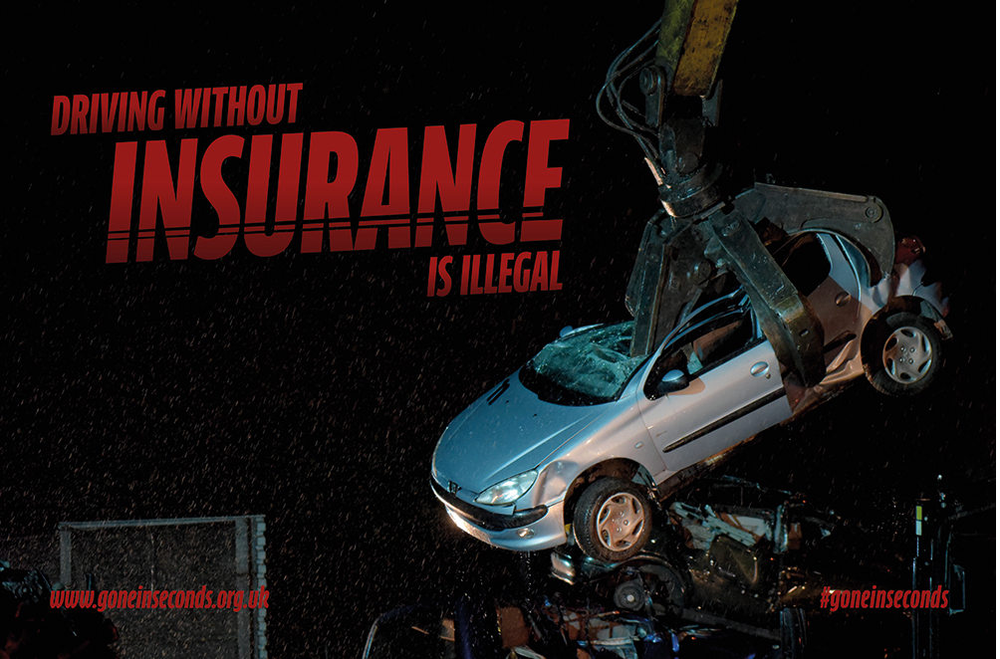 DRIVING WITHOUT
INSURANCE
IS ILLEGAL
www.goneinseconds.org.uk
#goneinseconds